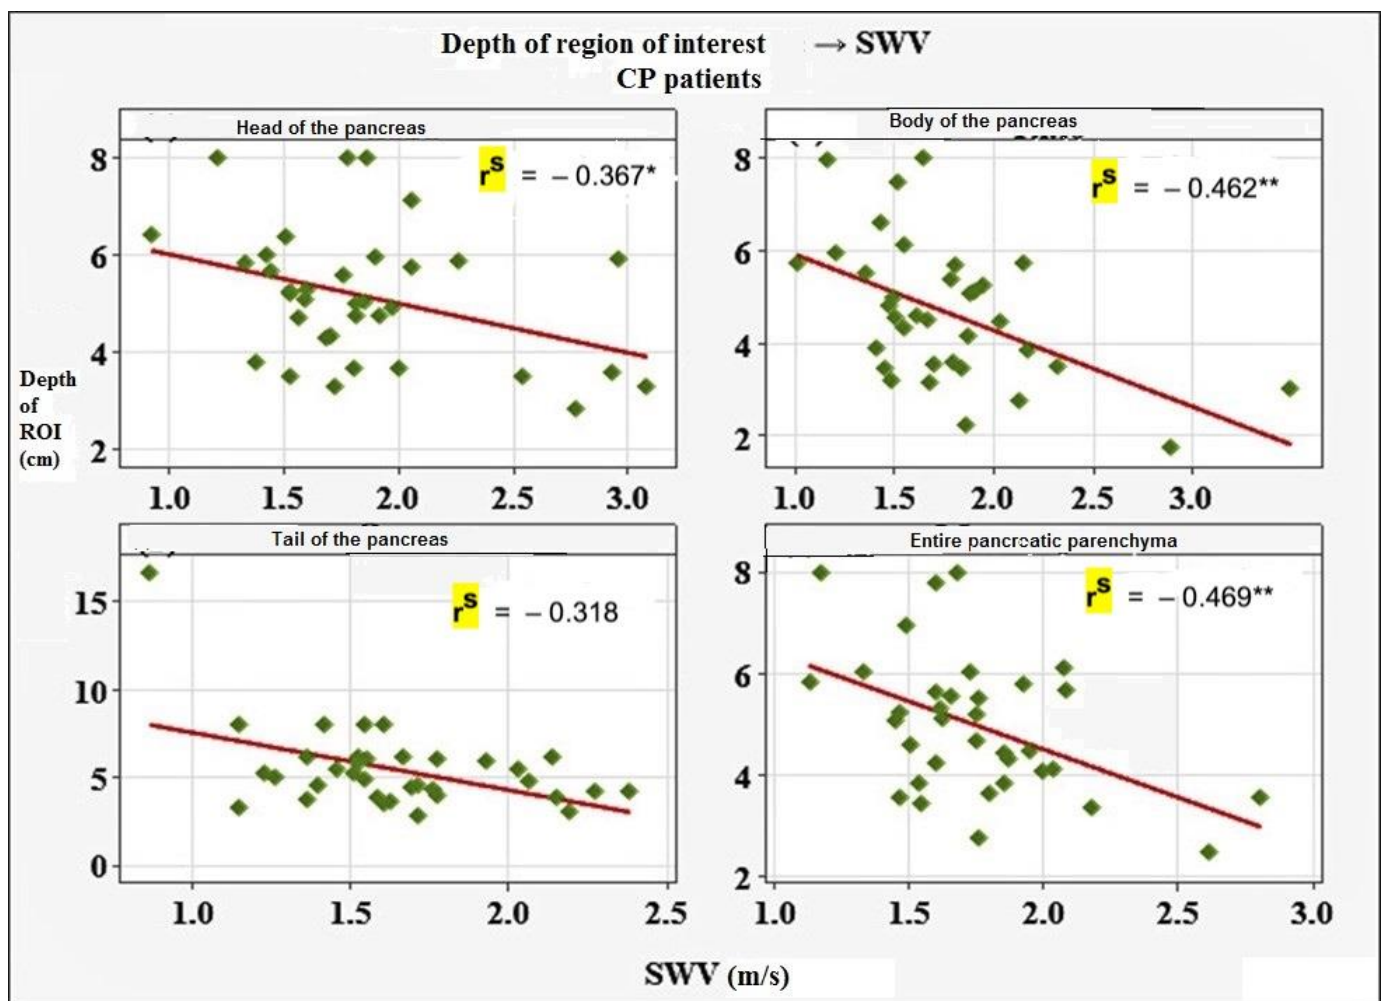 Depth of region of interest → SWV
CP patients
Head of the pancreas
rs = – 0.367*
8
6
4
2
1.0 1.5 2.0 2.5 3.0
Body of the pancreas
rs = – 0.462**
8
6
4
2
1.0 1.5 2.0 2.5 3.0
Depth
of
ROI
(cm)
Tail of the pancreas
rs = – 0.318
15
10
5
0
1.0 1.5 2.0 2.5
Entire pancreatic parenchyma
rs = – 0.469**
8
6
4
2
1.0 1.5 2.0 2.5 3.0
SWV (m/s)